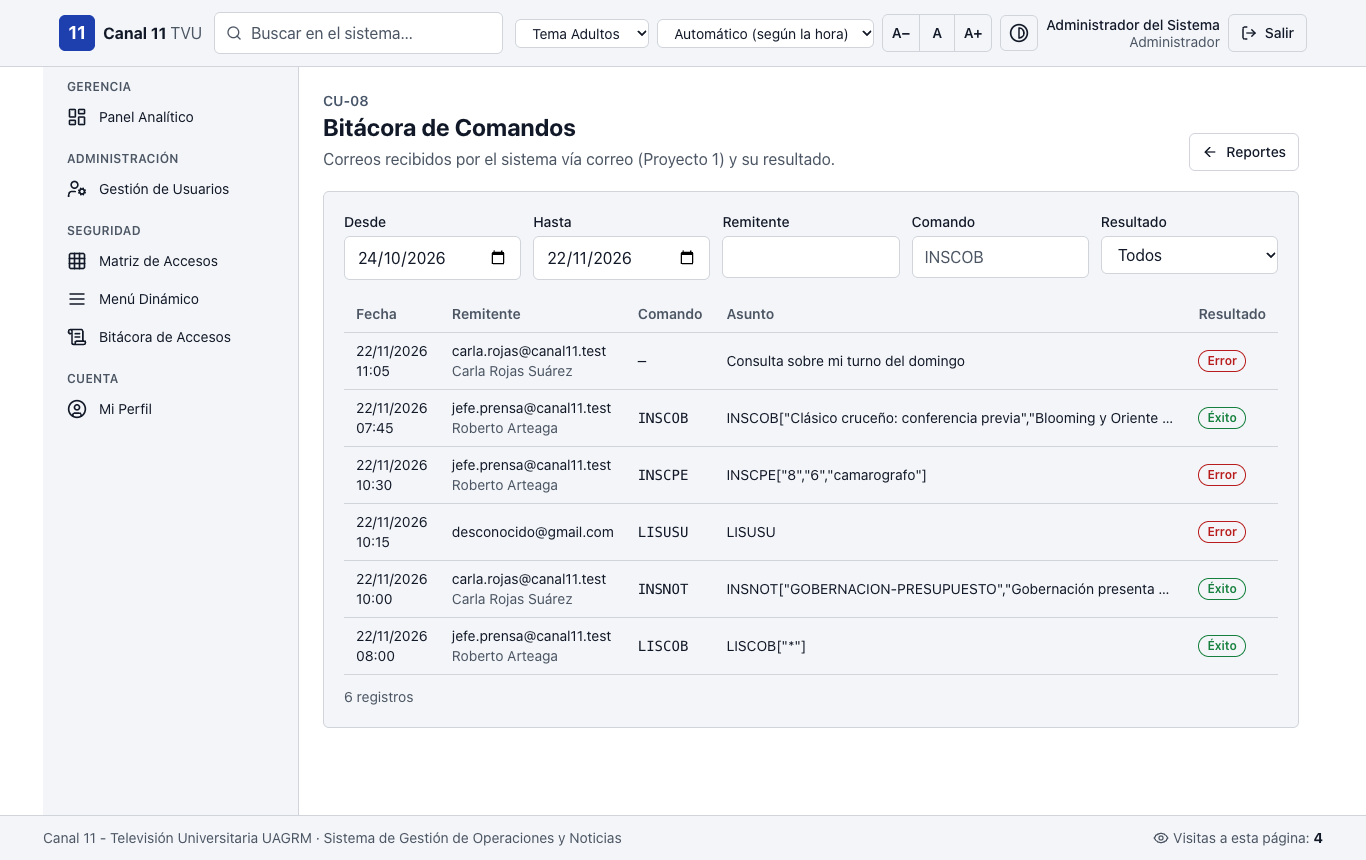 11 Canal 11 TVU
Buscar en el sistema...
Tema Adultos
Automático (según la hora)
A− A A+
Administrador del Sistema
Administrador
Salir
GERENCIA
Panel Analítico
ADMINISTRACIÓN
Gestión de Usuarios
SEGURIDAD
Matriz de Accesos
Menú Dinámico
Bitácora de Accesos
CUENTA
Mi Perfil
CU-08
Bitácora de Comandos
Correos recibidos por el sistema vía correo (Proyecto 1) y su resultado.
Reportes
Desde Hasta Remitente Comando Resultado
24/10/2026 22/11/2026 INSCOB Todos
Fecha Remitente Comando Asunto Resultado
22/11/2026 11:05 carla.rojas@canal11.test Carla Rojas Suárez — Consulta sobre mi turno del domingo Error
22/11/2026 07:45 jefe.prensa@canal11.test Roberto Arteaga INSCOB INSCOB["Clásico cruceño: conferencia previa","Blooming y Oriente ... Éxito
22/11/2026 10:30 jefe.prensa@canal11.test Roberto Arteaga INSCPE INSCPE["8","6","camarografo"] Error
22/11/2026 10:15 desconocido@gmail.com LISUSU LISUSU Error
22/11/2026 10:00 carla.rojas@canal11.test Carla Rojas Suárez INSNOT INSNOT["GOBERNACION-PRESUPUESTO","Gobernación presenta ... Éxito
22/11/2026 08:00 jefe.prensa@canal11.test Roberto Arteaga LISCOB LISCOB["*"] Éxito
6 registros
Canal 11 - Televisión Universitaria UAGRM · Sistema de Gestión de Operaciones y Noticias
Visitas a esta página: 4